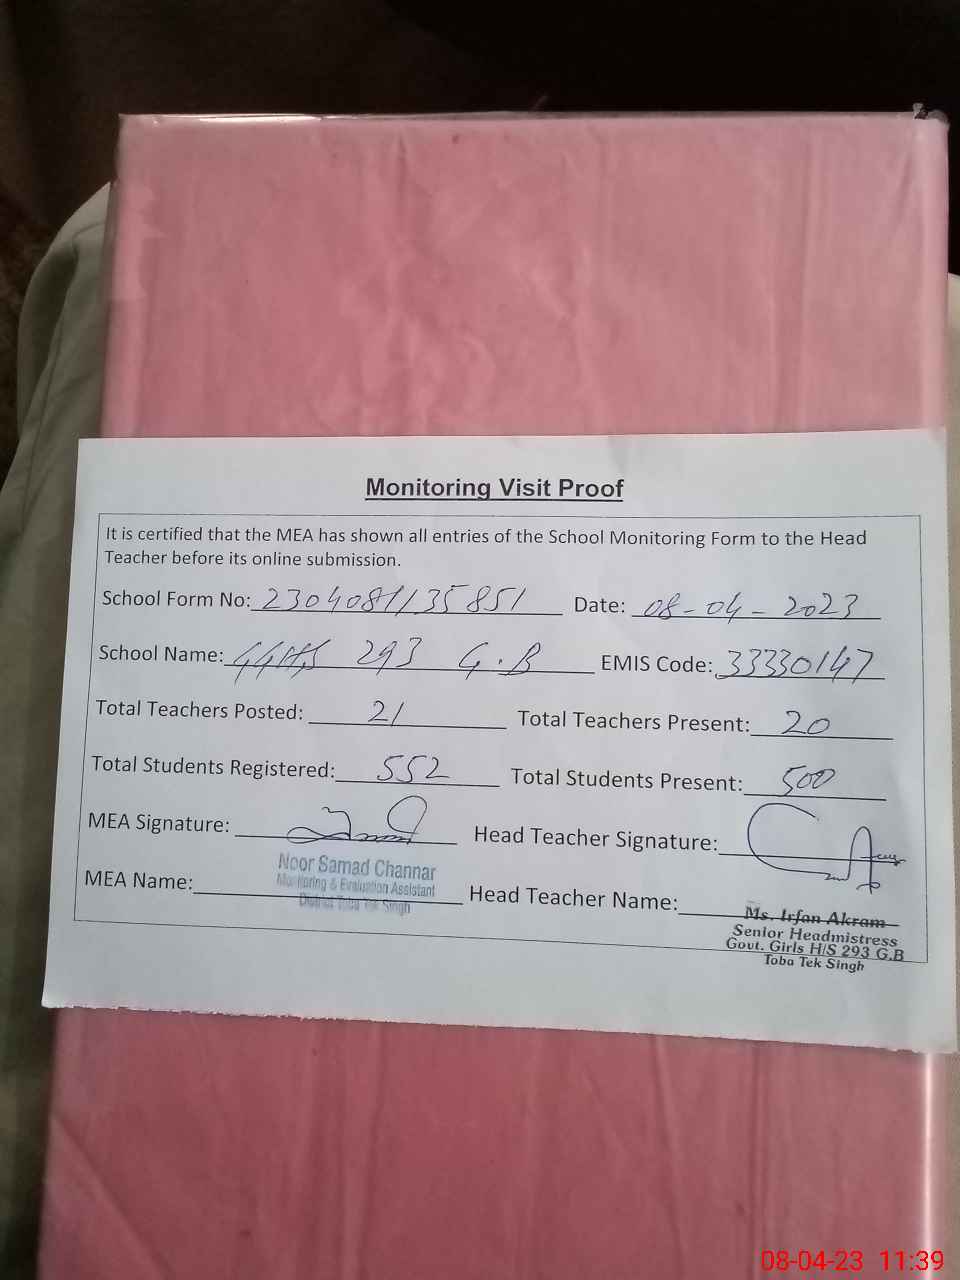 Monitoring Visit Proof
It is certified that the MEA has shown all entries of the School Monitoring Form to the Head
Teacher before its online submission.
School Form No: 2304081135851 Date: 08-04-2023
School Name: GGHS 293 G.B EMIS Code: 33330147
Total Teachers Posted: 21 Total Teachers Present: 20
Total Students Registered: 552 Total Students Present: 500
MEA Signature: Head Teacher Signature:
MEA Name: Head Teacher Name:
Noor Samad Channar
Monitoring & Evaluation Assistant
District Toba Tek Singh
Ms. Irfan Akram
Senior Headmistress
Govt. Girls H/S 293 G.B
Toba Tek Singh
08-04-23 11:39